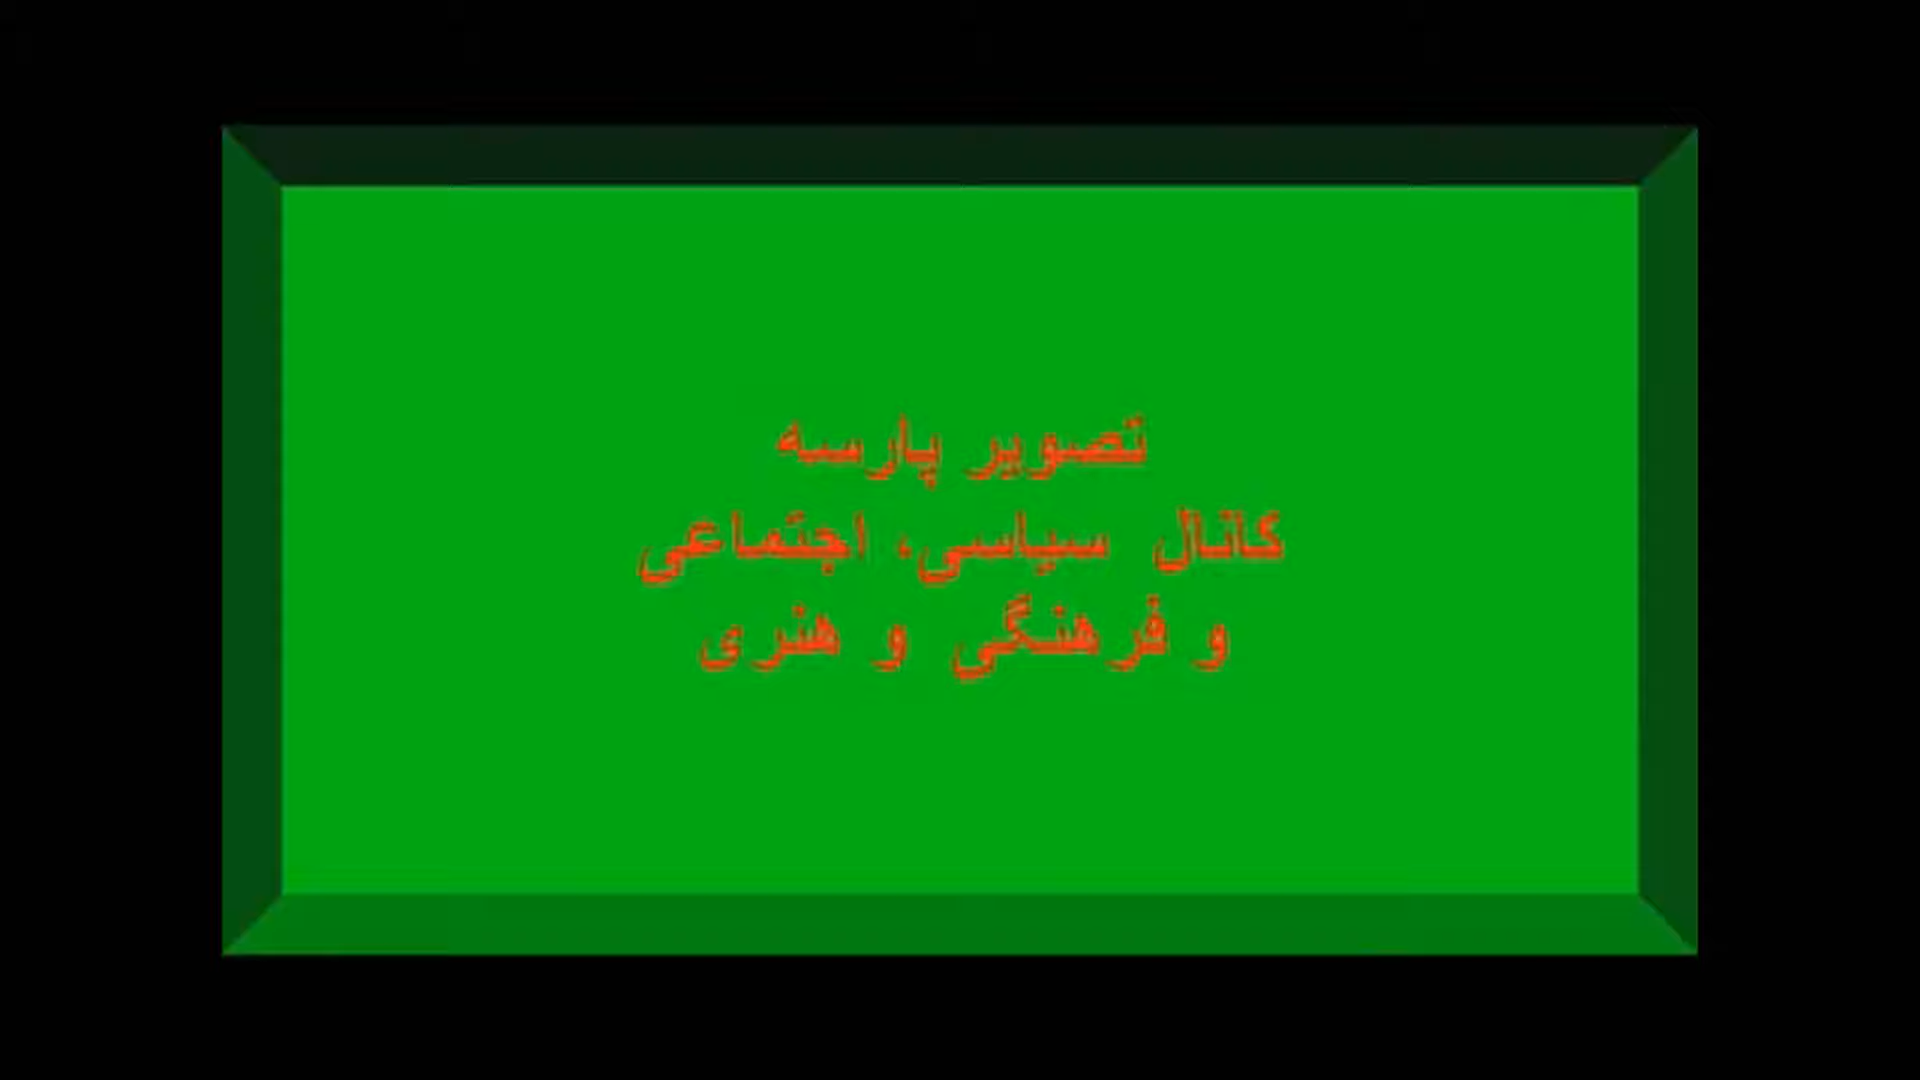 تصویر پارسه
کانال سیاسی، اجتماعی
و فرهنگی و هنری